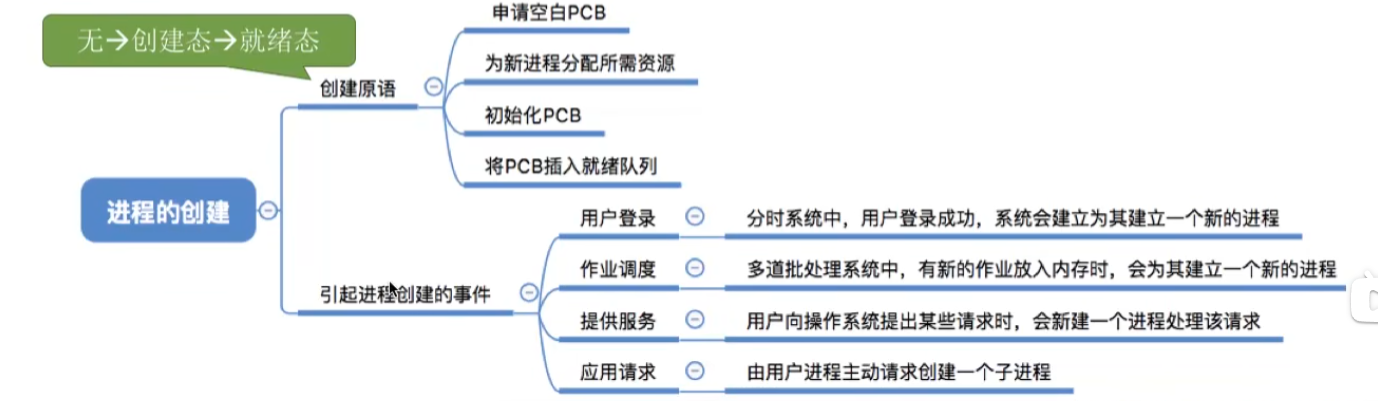 无→创建态→就绪态
进程的创建
创建原语
申请空白PCB
为新进程分配所需资源
初始化PCB
将PCB插入就绪队列
引起进程创建的事件
用户登录
分时系统中，用户登录成功，系统会建立为其建立一个新的进程
作业调度
多道批处理系统中，有新的作业放入内存时，会为其建立一个新的进程
提供服务
用户向操作系统提出某些请求时，会新建一个进程处理该请求
应用请求
由用户进程主动请求创建一个子进程